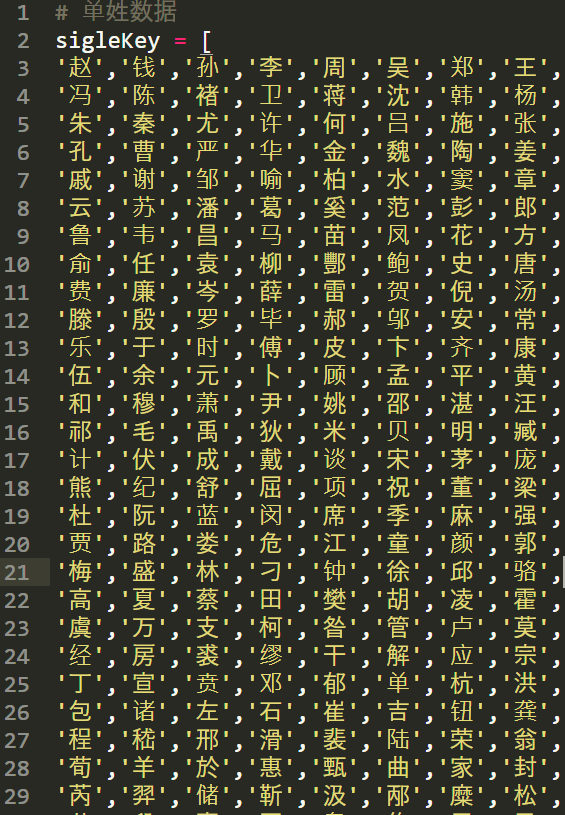 1 # 单姓数据
2 sigleKey = [
3 '赵','钱','孙','李','周','吴','郑','王',
4 '冯','陈','褚','卫','蒋','沈','韩','杨',
5 '朱','秦','尤','许','何','吕','施','张',
6 '孔','曹','严','华','金','魏','陶','姜',
7 '戚','谢','邹','喻','柏','水','窦','章',
8 '云','苏','潘','葛','奚','范','彭','郎',
9 '鲁','韦','昌','马','苗','凤','花','方',
10 '俞','任','袁','柳','酆','鲍','史','唐',
11 '费','廉','岑','薛','雷','贺','倪','汤',
12 '滕','殷','罗','毕','郝','邬','安','常',
13 '乐','于','时','傅','皮','卞','齐','康',
14 '伍','余','元','卜','顾','孟','平','黄',
15 '和','穆','萧','尹','姚','邵','湛','汪',
16 '祁','毛','禹','狄','米','贝','明','臧',
17 '计','伏','成','戴','谈','宋','茅','庞',
18 '熊','纪','舒','屈','项','祝','董','梁',
19 '杜','阮','蓝','闵','席','季','麻','强',
20 '贾','路','娄','危','江','童','颜','郭',
21 '梅','盛','林','刁','钟','徐','邱','骆',
22 '高','夏','蔡','田','樊','胡','凌','霍',
23 '虞','万','支','柯','昝','管','卢','莫',
24 '经','房','裘','缪','干','解','应','宗',
25 '丁','宣','贲','邓','郁','单','杭','洪',
26 '包','诸','左','石','崔','吉','钮','龚',
27 '程','嵇','邢','滑','裴','陆','荣','翁',
28 '荀','羊','於','惠','甄','曲','家','封',
29 '芮','羿','储','靳','汲','邴','糜','松',